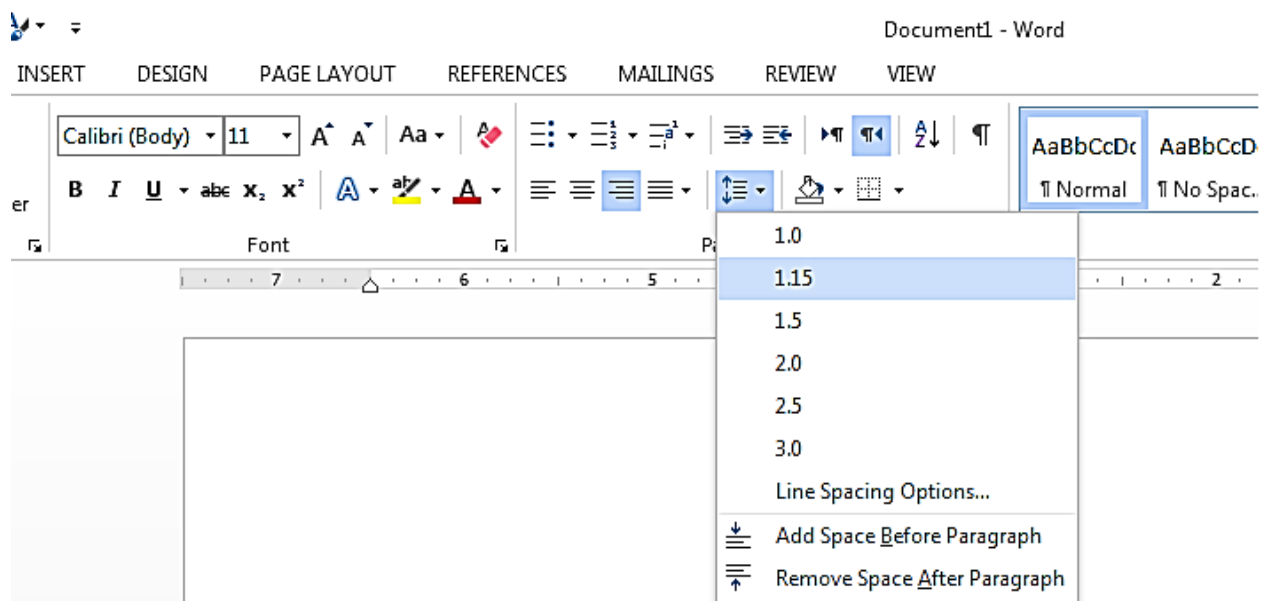 Document1 - Word
INSERT DESIGN PAGE LAYOUT REFERENCES MAILINGS REVIEW VIEW
Calibri (Body) 11 Aa AaBbCcDc AaBbCcD
er B I U abc X₂ X² A ab A ¶ Normal ¶ No Spac..
Font Pa
7 6 5 2
1.0
1.15
1.5
2.0
2.5
3.0
Line Spacing Options...
Add Space Before Paragraph
Remove Space After Paragraph